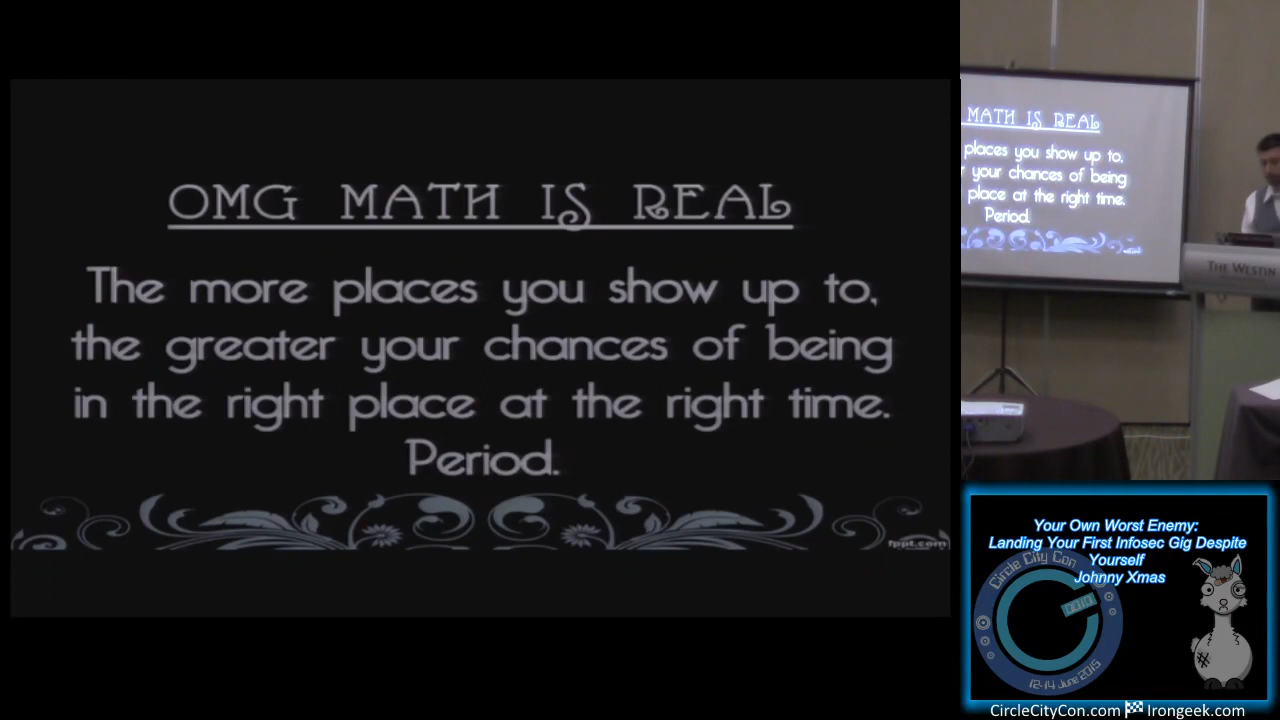 OMG MATH IS REAL
The more places you show up to,
the greater your chances of being
in the right place at the right time.
Period.
fppt.com
MATH IS REAL
places you show up to,
r your chances of being
place at the right time.
Period.
THE WESTIN
Your Own Worst Enemy:
Landing Your First Infosec Gig Despite
Yourself
Johnny Xmas
Circle City Con
12-14 June 2015
CircleCityCon.com Irongeek.com